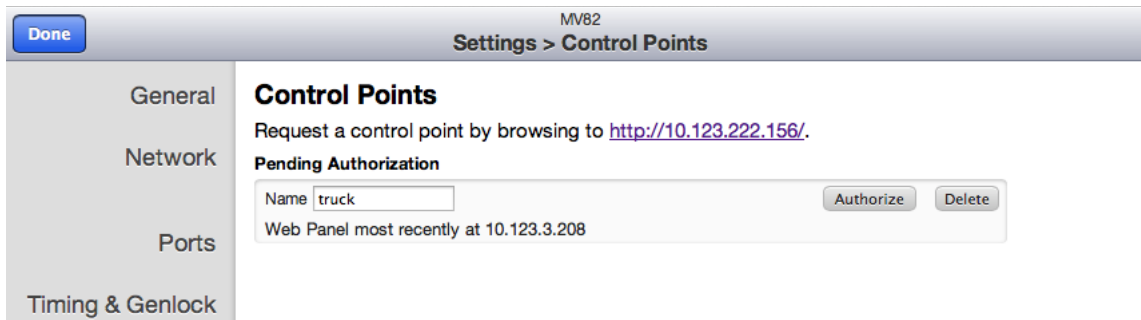 MV82
Done
Settings > Control Points
General
Network
Ports
Timing & Genlock
Control Points
Request a control point by browsing to http://10.123.222.156/.
Pending Authorization
Name truck Authorize Delete
Web Panel most recently at 10.123.3.208